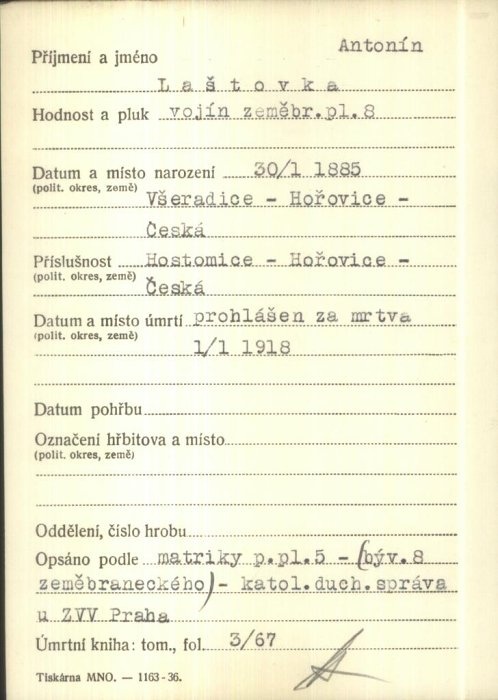 Antonín
Příjmení a jméno
Laštovka
Hodnost a pluk vojín zeměbr.pl.8
Datum a místo narození 30/1 1885
(polit. okres, země) Všeradice - Hořovice -
Česká
Příslušnost Hostomice - Hořovice -
(polit. okres, země) Česká
Datum a místo úmrtí prohlášen za mrtva
(polit. okres, země) 1/1 1918
Datum pohřbu
Označení hřbitova a místo
(polit. okres, země)
Oddělení, číslo hrobu
Opsáno podle matriky p.pl.5 - (býv.8
zeměbraneckého) - katol.duch.správa
u ZVV Praha
Úmrtní kniha: tom., fol. 3/67
Tiskárna MNO. — 1163-36.